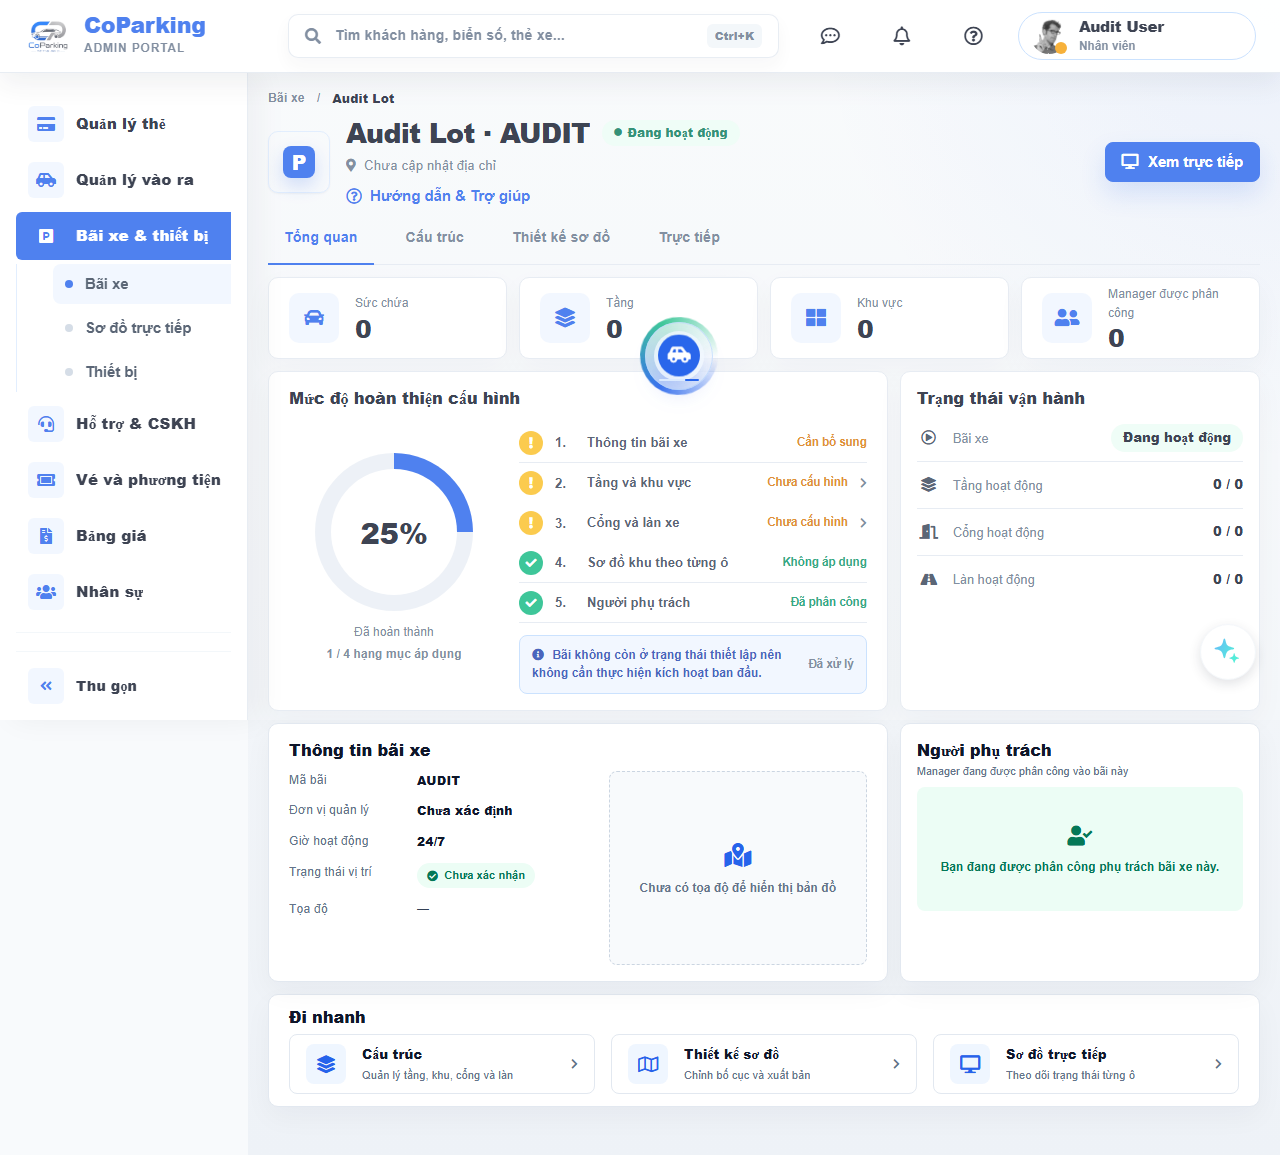 CoParking
CoParking
ADMIN PORTAL
Tìm khách hàng, biển số, thẻ xe...
Ctrl+K
Audit User
Nhân viên
Quản lý thẻ
Quản lý vào ra
Bãi xe & thiết bị
Bãi xe
Sơ đồ trực tiếp
Thiết bị
Hỗ trợ & CSKH
Vé và phương tiện
Bảng giá
Nhân sự
Thu gọn
Bãi xe / Audit Lot
P
Audit Lot · AUDIT
Đang hoạt động
Chưa cập nhật địa chỉ
Hướng dẫn & Trợ giúp
Xem trực tiếp
Tổng quan
Cấu trúc
Thiết kế sơ đồ
Trực tiếp
Sức chứa
0
Tầng
0
Khu vực
0
Manager được phân
công
0
Mức độ hoàn thiện cấu hình
25%
Đã hoàn thành
1 / 4 hạng mục áp dụng
1. Thông tin bãi xe Cần bổ sung
2. Tầng và khu vực Chưa cấu hình
3. Cổng và làn xe Chưa cấu hình
4. Sơ đồ khu theo từng ô Không áp dụng
5. Người phụ trách Đã phân công
Bãi không còn ở trạng thái thiết lập nên
không cần thực hiện kích hoạt ban đầu.
Đã xử lý
Trạng thái vận hành
Bãi xe Đang hoạt động
Tầng hoạt động 0 / 0
Cổng hoạt động 0 / 0
Làn hoạt động 0 / 0
Thông tin bãi xe
Mã bãi AUDIT
Đơn vị quản lý Chưa xác định
Giờ hoạt động 24/7
Trạng thái vị trí Chưa xác nhận
Tọa độ —
Chưa có tọa độ để hiển thị bản đồ
Người phụ trách
Manager đang được phân công vào bãi này
Bạn đang được phân công phụ trách bãi xe này.
Đi nhanh
Cấu trúc
Quản lý tầng, khu, cổng và làn
Thiết kế sơ đồ
Chỉnh bố cục và xuất bản
Sơ đồ trực tiếp
Theo dõi trạng thái từng ô